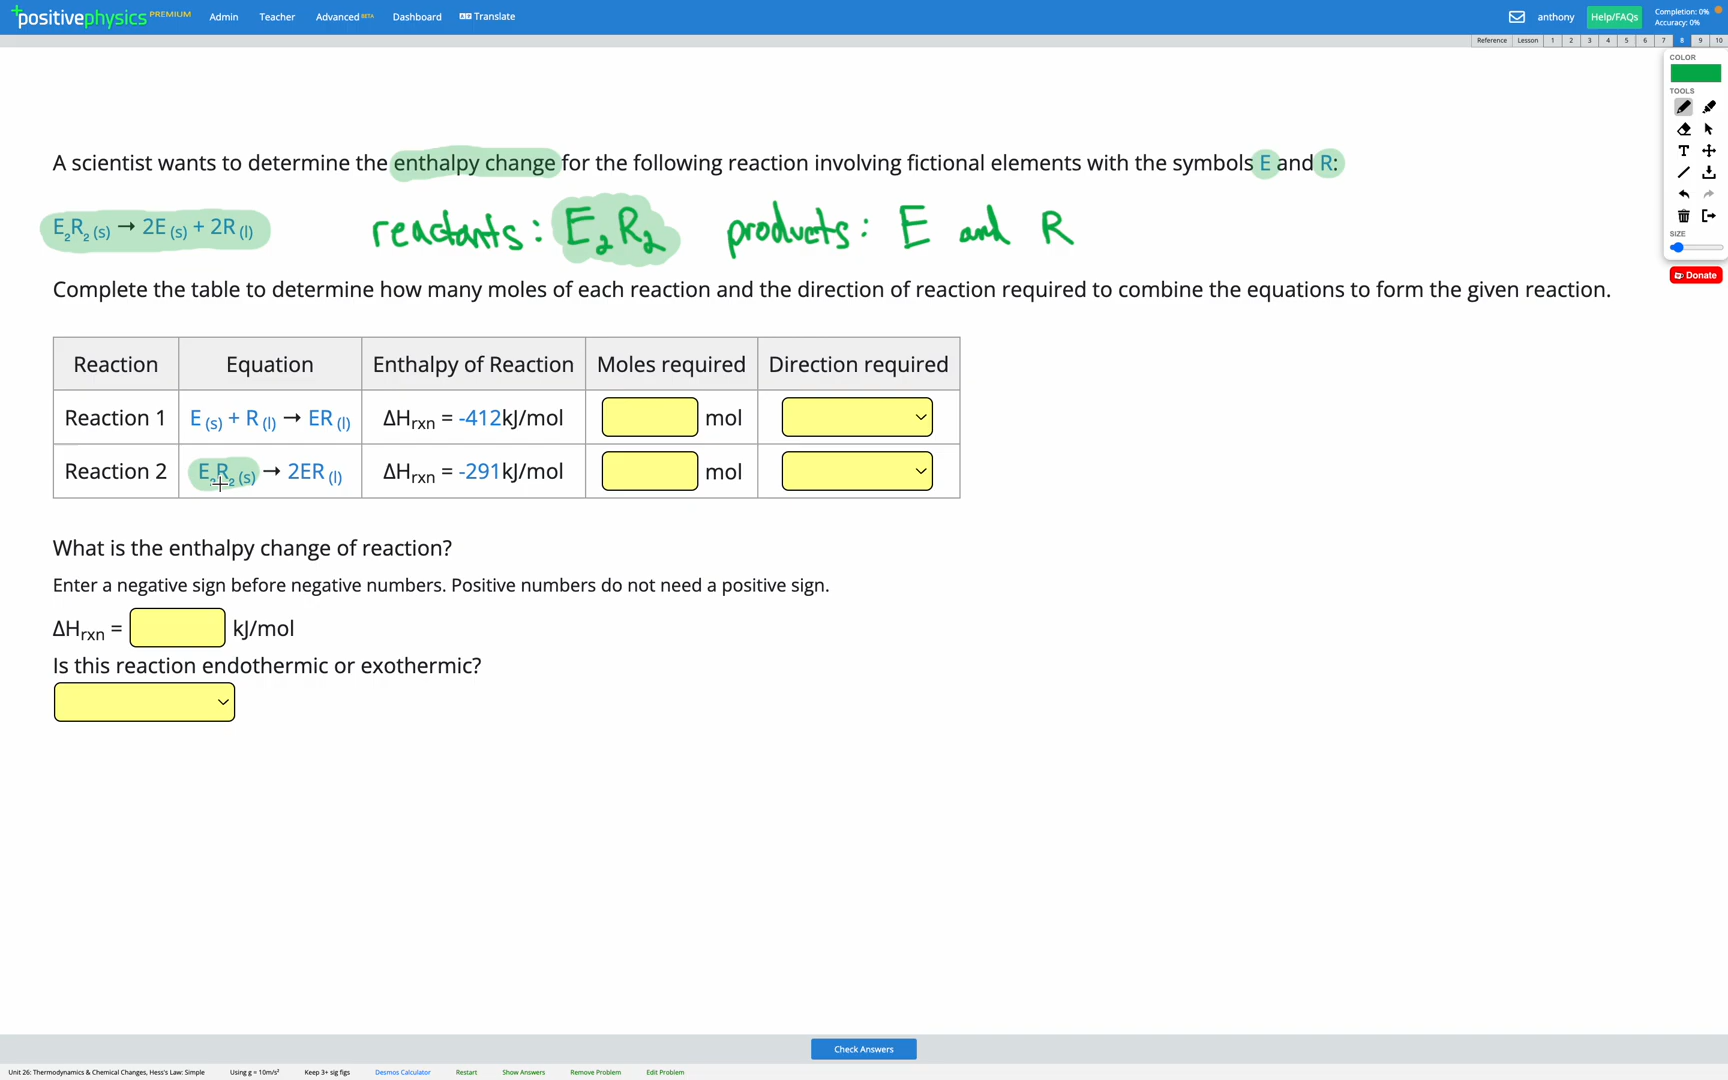 +positivephysics PREMIUM Admin Teacher Advanced BETA Dashboard Translate anthony Help/FAQs Completion: 0%
Accuracy: 0%
Reference Lesson 1 2 3 4 5 6 7 8 9 10
COLOR
TOOLS
T
SIZE
Donate
A scientist wants to determine the enthalpy change for the following reaction involving fictional elements with the symbols E and R:
E₂R₂ (s) → 2E (s) + 2R (l)
reactants: E₂R₂ products: E and R
Complete the table to determine how many moles of each reaction and the direction of reaction required to combine the equations to form the given reaction.
Reaction Equation Enthalpy of Reaction Moles required Direction required
Reaction 1 E (s) + R (l) → ER (l) ΔHrxn = -412kJ/mol mol
Reaction 2 E₂R₂ (s) → 2ER (l) ΔHrxn = -291kJ/mol mol
What is the enthalpy change of reaction?
Enter a negative sign before negative numbers. Positive numbers do not need a positive sign.
ΔHrxn = kJ/mol
Is this reaction endothermic or exothermic?
Check Answers
Unit 26: Thermodynamics & Chemical Changes, Hess's Law: Simple Using g = 10m/s² Keep 3+ sig figs Desmos Calculator Restart Show Answers Remove Problem Edit Problem